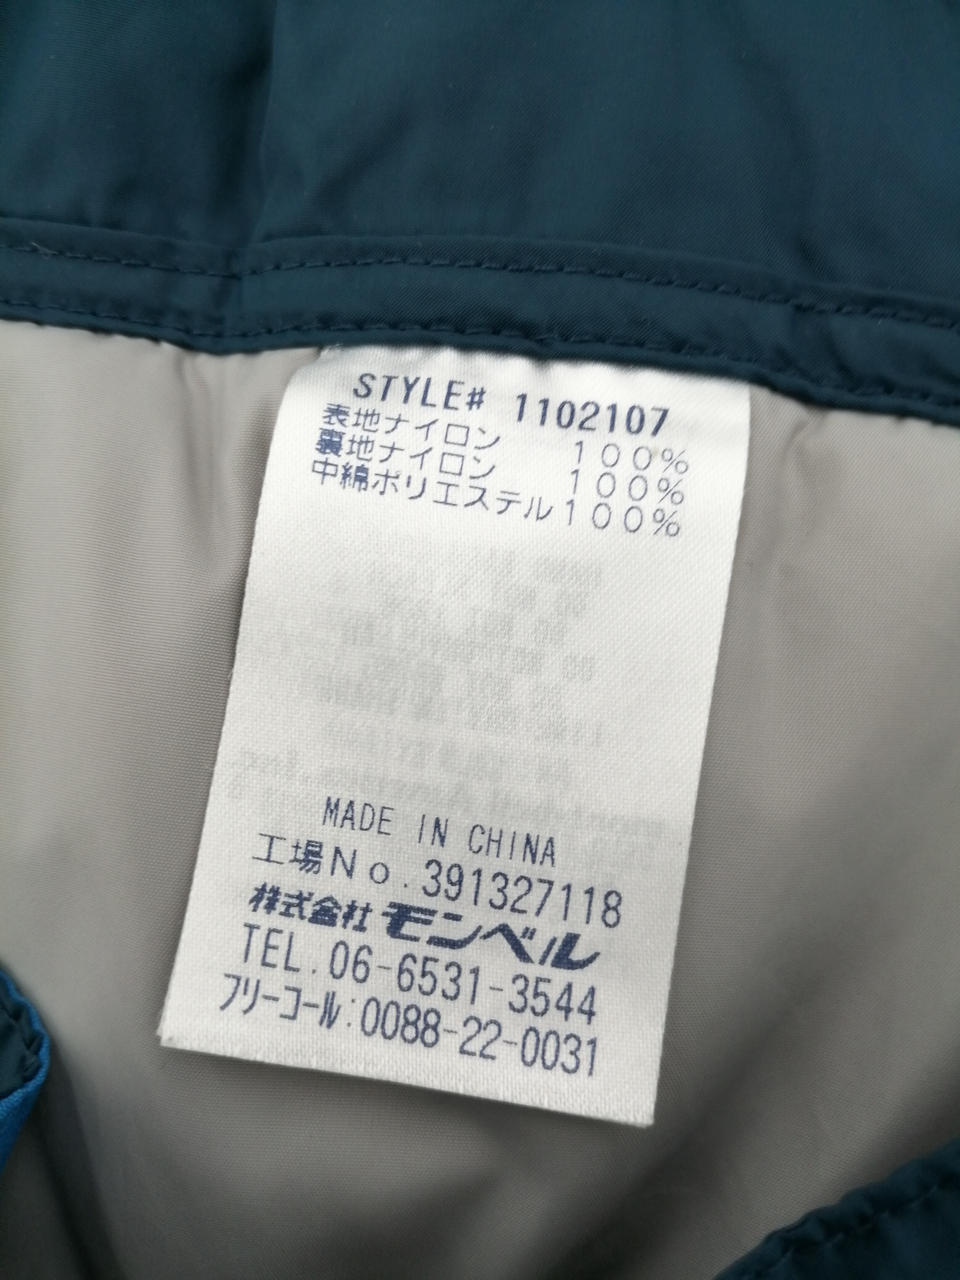 STYLE# 1102107
表地ナイロン 100%
裏地ナイロン 100%
中綿ポリエステル100%
MADE IN CHINA
工場No.391327118
株式会社モンベル
TEL.06-6531-3544
フリーコール:0088-22-0031